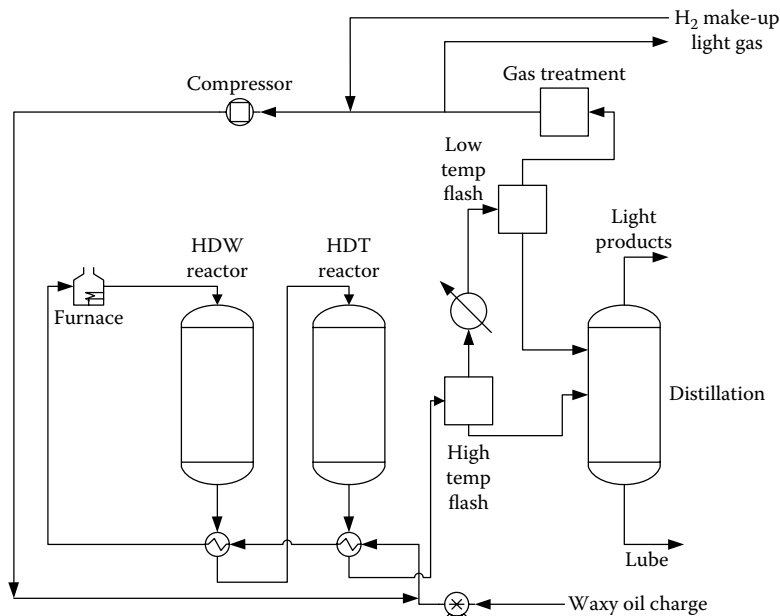 H2 make-up
light gas
Compressor
Gas treatment
Low
temp
flash
Light
products
HDW
reactor
HDT
reactor
Furnace
Distillation
High
temp
flash
Lube
Waxy oil charge